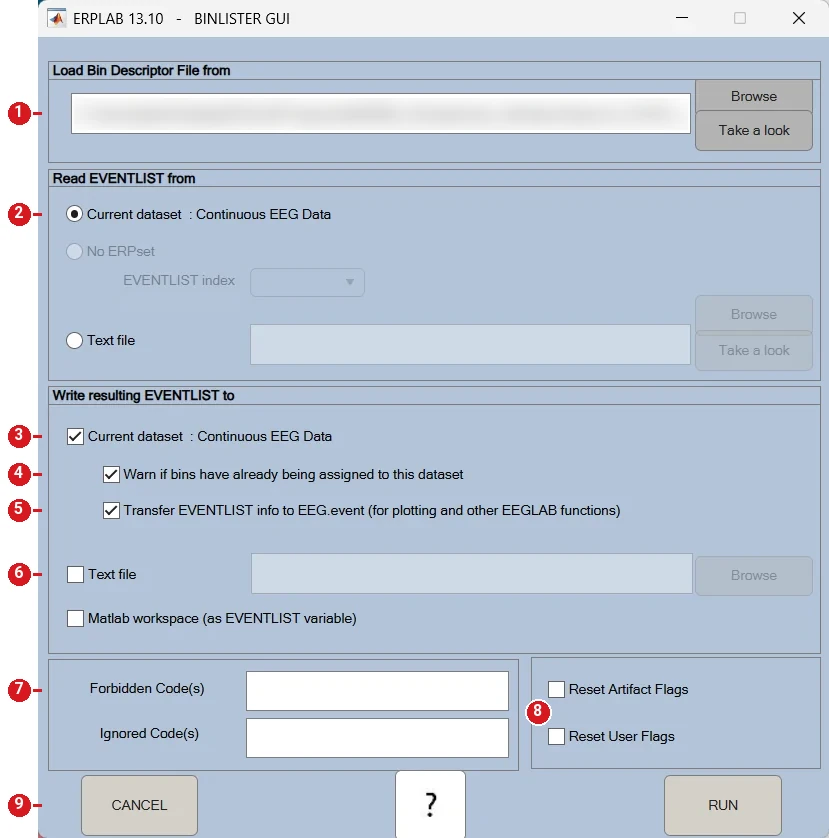 ERPLAB 13.10 - BINLISTER GUI
Load Bin Descriptor File from
Browse
1
Take a look
Read EVENTLIST from
2 Current dataset : Continuous EEG Data
No ERPset
EVENTLIST index
Browse
Text file
Take a look
Write resulting EVENTLIST to
3 Current dataset : Continuous EEG Data
4 Warn if bins have already being assigned to this dataset
5 Transfer EVENTLIST info to EEG.event (for plotting and other EEGLAB functions)
6 Text file Browse
Matlab workspace (as EVENTLIST variable)
7 Forbidden Code(s) Reset Artifact Flags
8
Ignored Code(s) Reset User Flags
9 CANCEL ? RUN